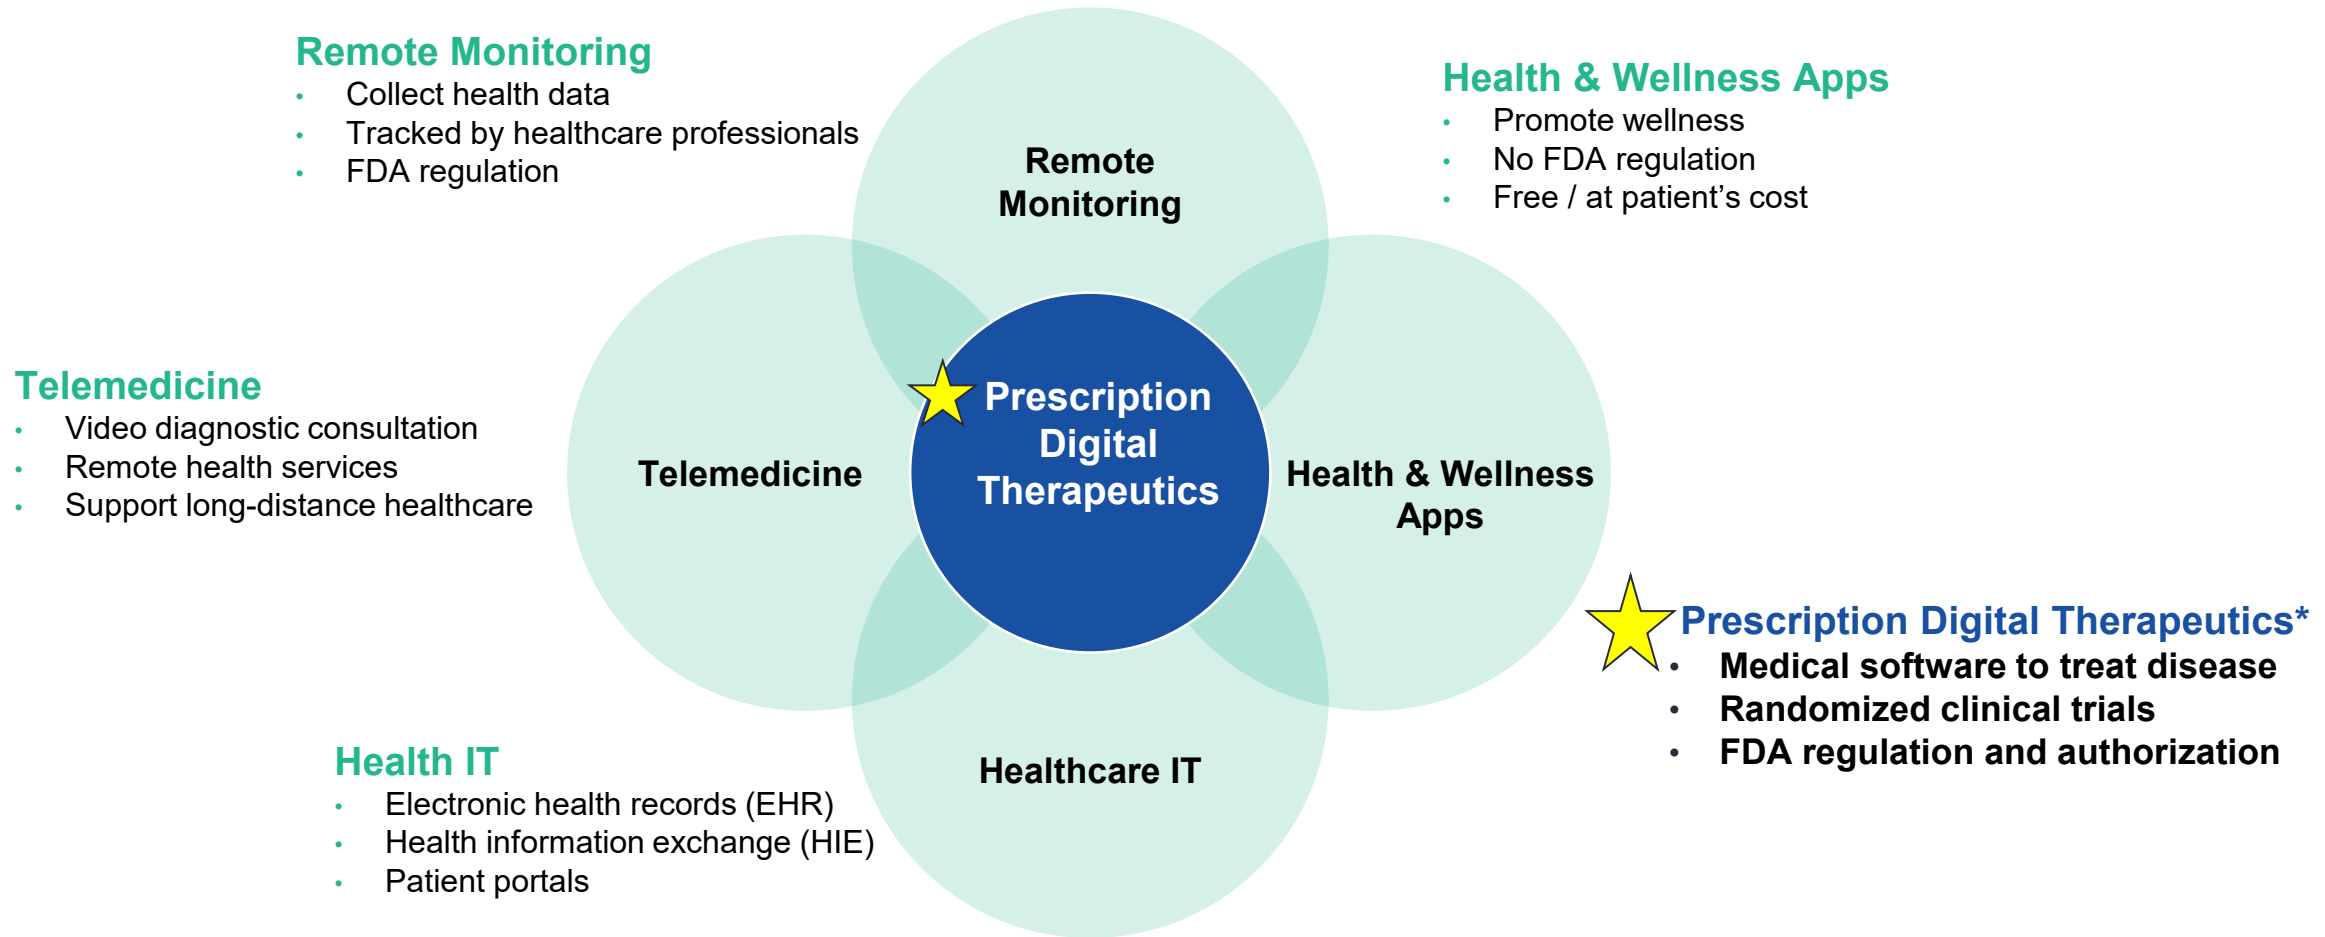 Remote Monitoring
• Collect health data
• Tracked by healthcare professionals
• FDA regulation
Health & Wellness Apps
• Promote wellness
• No FDA regulation
• Free / at patient’s cost
Remote
Monitoring
Telemedicine
• Video diagnostic consultation
• Remote health services
• Support long-distance healthcare
Telemedicine
Prescription
Digital
Therapeutics
Health & Wellness
Apps
Prescription Digital Therapeutics*
• Medical software to treat disease
• Randomized clinical trials
• FDA regulation and authorization
Health IT
• Electronic health records (EHR)
• Health information exchange (HIE)
• Patient portals
Healthcare IT